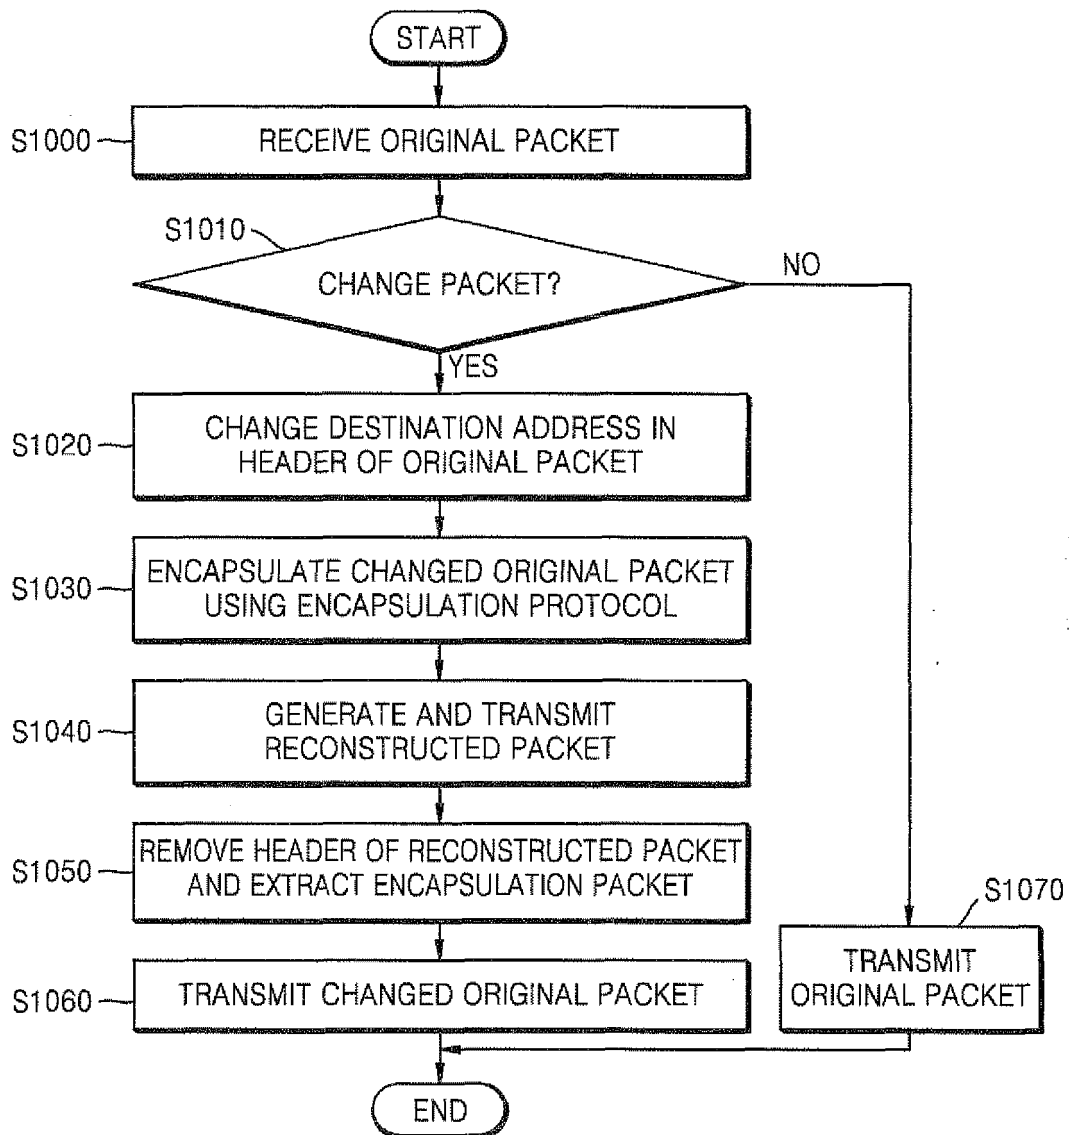 START
S1000
RECEIVE ORIGINAL PACKET
S1010
CHANGE PACKET?
NO
YES
S1020
CHANGE DESTINATION ADDRESS IN
HEADER OF ORIGINAL PACKET
S1030
ENCAPSULATE CHANGED ORIGINAL PACKET
USING ENCAPSULATION PROTOCOL
S1040
GENERATE AND TRANSMIT
RECONSTRUCTED PACKET
S1050
REMOVE HEADER OF RECONSTRUCTED PACKET
AND EXTRACT ENCAPSULATION PACKET
S1070
TRANSMIT
ORIGINAL PACKET
S1060
TRANSMIT CHANGED ORIGINAL PACKET
END